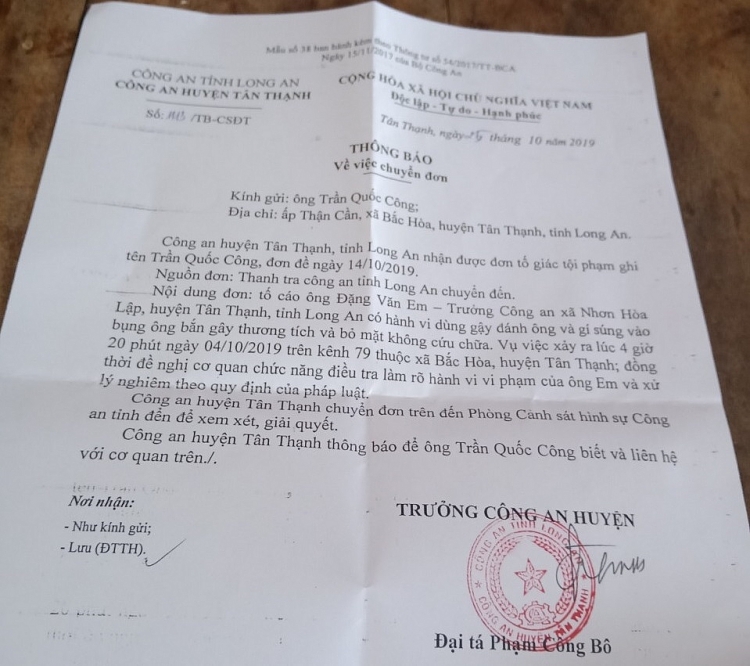 Mẫu số 38 ban hành kèm theo Thông tư số 54/2017/TT-BCA
Ngày 15/11/2017 của Bộ Công An
CÔNG AN TỈNH LONG AN
CÔNG AN HUYỆN TÂN THẠNH
Số: /TB-CSĐT
CỘNG HÒA XÃ HỘI CHỦ NGHĨA VIỆT NAM
Độc lập - Tự do - Hạnh phúc
Tân Thạnh, ngày tháng 10 năm 2019
THÔNG BÁO
Về việc chuyển đơn
Kính gửi: ông Trần Quốc Công;
Địa chỉ: ấp Thận Cần, xã Bắc Hòa, huyện Tân Thạnh, tỉnh Long An.
Công an huyện Tân Thạnh, tỉnh Long An nhận được đơn tố giác tội phạm ghi
tên Trần Quốc Công, đơn đề ngày 14/10/2019.
Nguồn đơn: Thanh tra công an tỉnh Long An chuyển đến.
Nội dung đơn: tố cáo ông Đặng Văn Em – Trưởng Công an xã Nhơn Hòa
Lập, huyện Tân Thạnh, tỉnh Long An có hành vi dùng gậy đánh ông và gí súng vào
bụng ông bắn gây thương tích và bỏ mặt không cứu chữa. Vụ việc xảy ra lúc 4 giờ
20 phút ngày 04/10/2019 trên kênh 79 thuộc xã Bắc Hòa, huyện Tân Thạnh; đồng
thời đề nghị cơ quan chức năng điều tra làm rõ hành vi vi phạm của ông Em và xử
lý nghiêm theo quy định của pháp luật.
Công an huyện Tân Thạnh chuyển đơn trên đến Phòng Cảnh sát hình sự Công
an tỉnh đến để xem xét, giải quyết.
Công an huyện Tân Thạnh thông báo để ông Trần Quốc Công biết và liên hệ
với cơ quan trên./.
Nơi nhận:
- Như kính gửi;
- Lưu (ĐTTH).
TRƯỞNG CÔNG AN HUYỆN
CÔNG AN TỈNH LONG AN
CÔNG AN HUYỆN TÂN THẠNH
Đại tá Phạm Công Bô